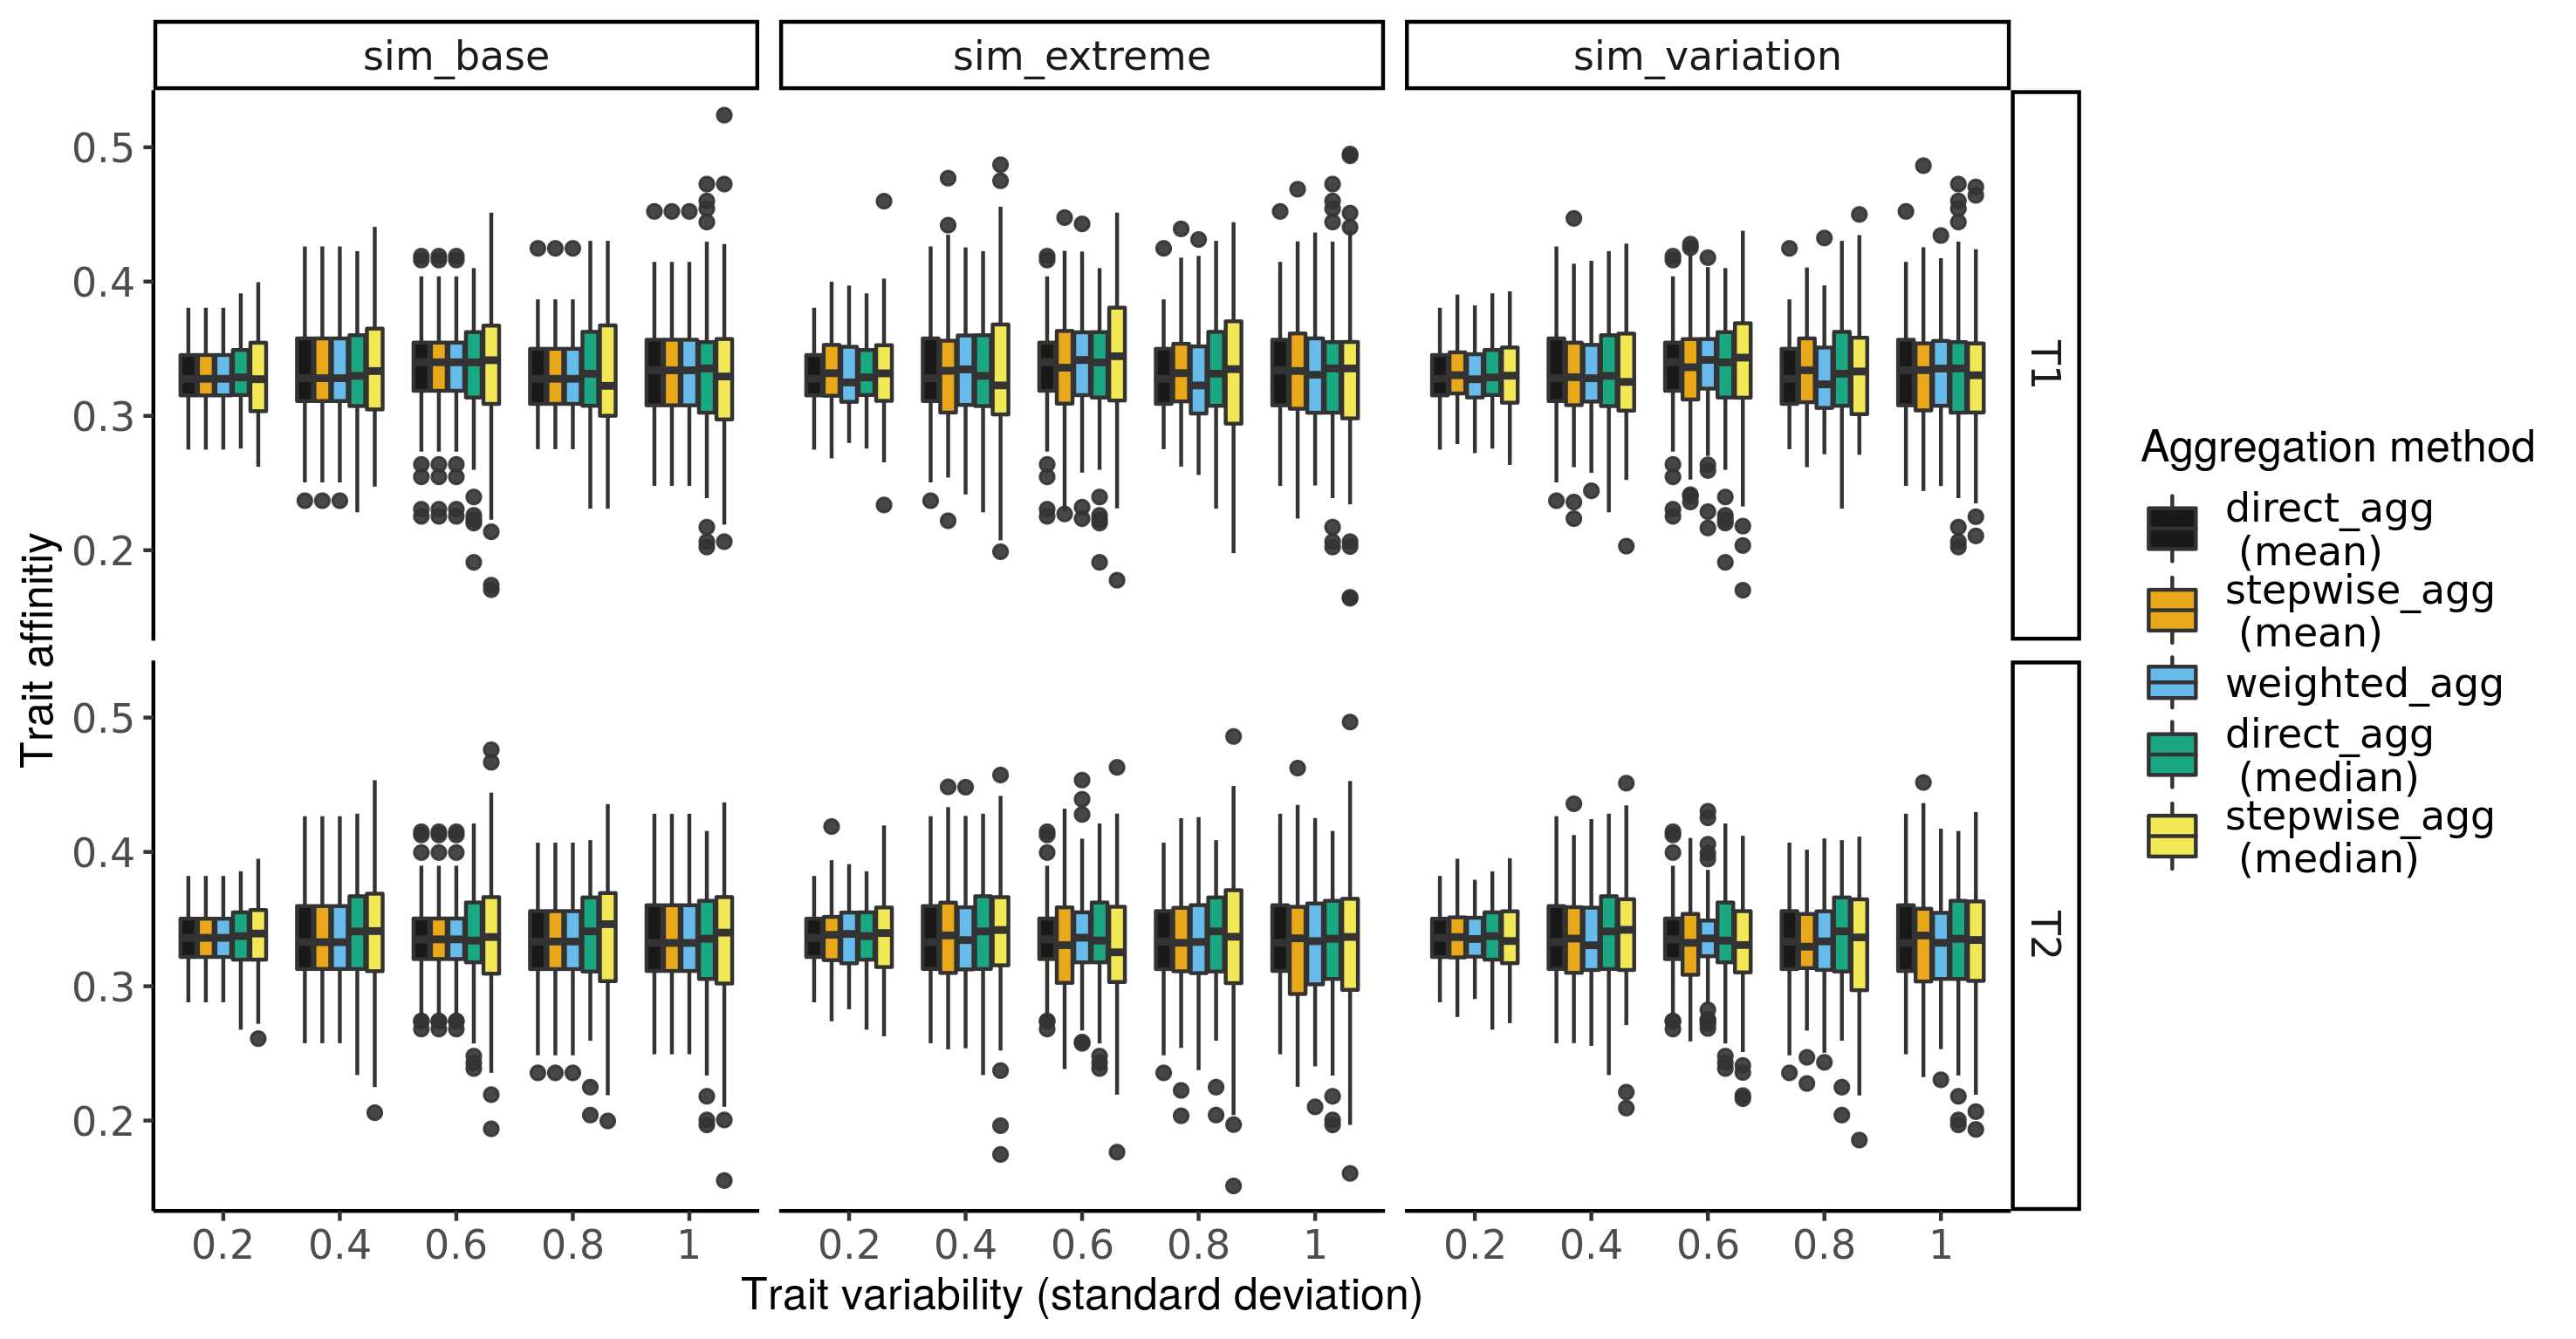 sim_base
sim_extreme
sim_variation
0.5
0.4
0.3
0.2
T1
0.5
0.4
0.3
0.2
T2
Trait affinitiy
0.2 0.4 0.6 0.8 1
0.2 0.4 0.6 0.8 1
0.2 0.4 0.6 0.8 1
Trait variability (standard deviation)
Aggregation method
direct_agg
(mean)
stepwise_agg
(mean)
weighted_agg
direct_agg
(median)
stepwise_agg
(median)